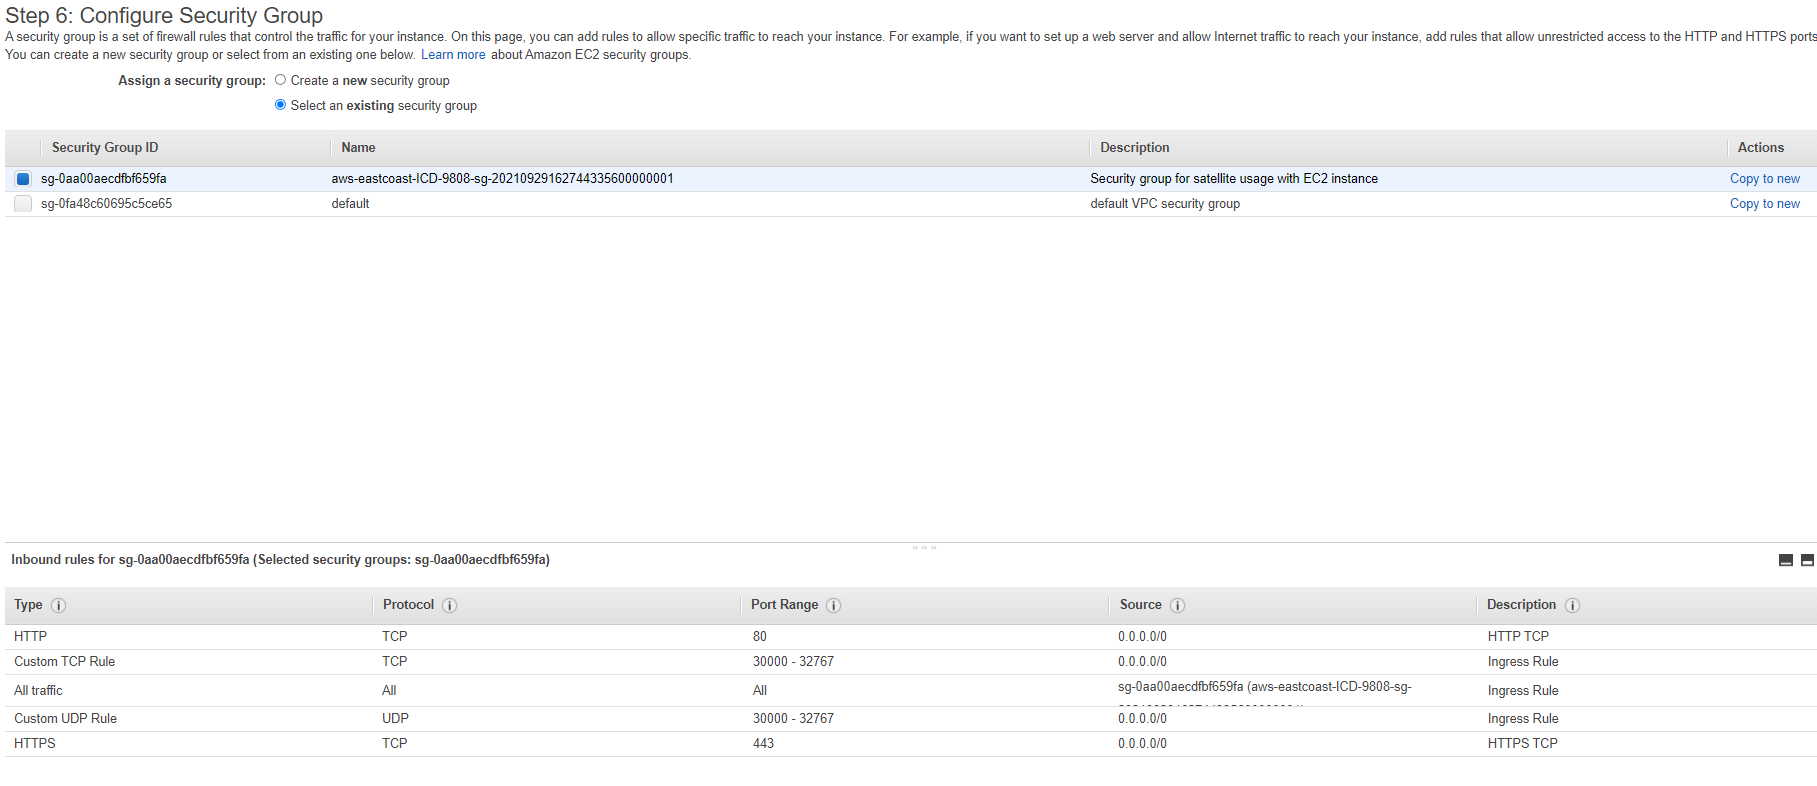 Step 6: Configure Security Group
A security group is a set of firewall rules that control the traffic for your instance. On this page, you can add rules to allow specific traffic to reach your instance. For example, if you want to set up a web server and allow Internet traffic to reach your instance, add rules that allow unrestricted access to the HTTP and HTTPS ports
You can create a new security group or select from an existing one below. Learn more about Amazon EC2 security groups.
Assign a security group: Create a new security group
Select an existing security group
Security Group ID Name Description Actions
sg-0aa00aecdfbf659fa aws-eastcoast-ICD-9808-sg-20210929162744335600000001 Security group for satellite usage with EC2 instance Copy to new
sg-0fa48c60695c5ce65 default default VPC security group Copy to new
Inbound rules for sg-0aa00aecdfbf659fa (Selected security groups: sg-0aa00aecdfbf659fa)
Type Protocol Port Range Source Description
HTTP TCP 80 0.0.0.0/0 HTTP TCP
Custom TCP Rule TCP 30000 - 32767 0.0.0.0/0 Ingress Rule
All traffic All All sg-0aa00aecdfbf659fa (aws-eastcoast-ICD-9808-sg- Ingress Rule
Custom UDP Rule UDP 30000 - 32767 0.0.0.0/0 Ingress Rule
HTTPS TCP 443 0.0.0.0/0 HTTPS TCP